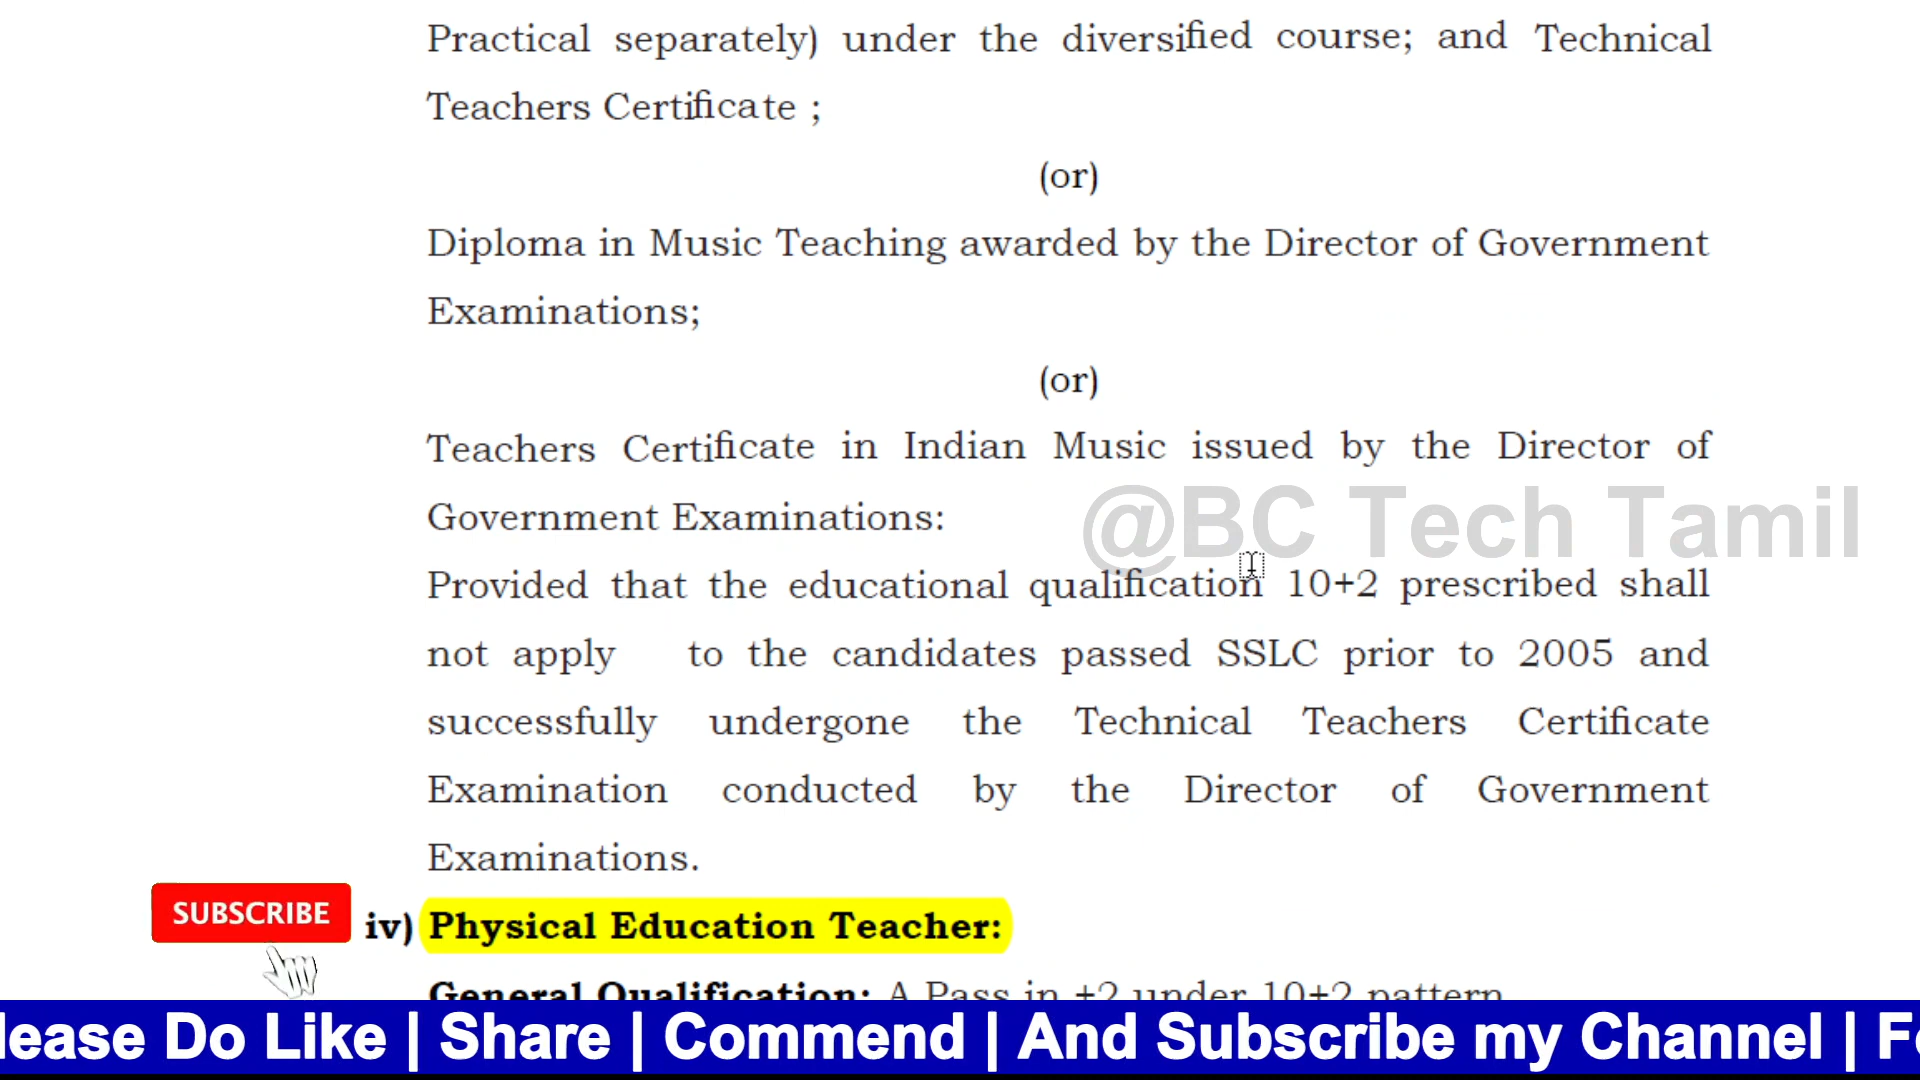 Practical separately) under the diversified course; and Technical
Teachers Certificate ;
(or)
Diploma in Music Teaching awarded by the Director of Government
Examinations;
(or)
Teachers Certificate in Indian Music issued by the Director of
Government Examinations:
@BC Tech Tamil
Provided that the educational qualification 10+2 prescribed shall
not apply to the candidates passed SSLC prior to 2005 and
successfully undergone the Technical Teachers Certificate
Examination conducted by the Director of Government
Examinations.
SUBSCRIBE
iv) Physical Education Teacher:
General Qualification: A Pass in +2 under 10+2 pattern
lease Do Like | Share | Commend | And Subscribe my Channel | F